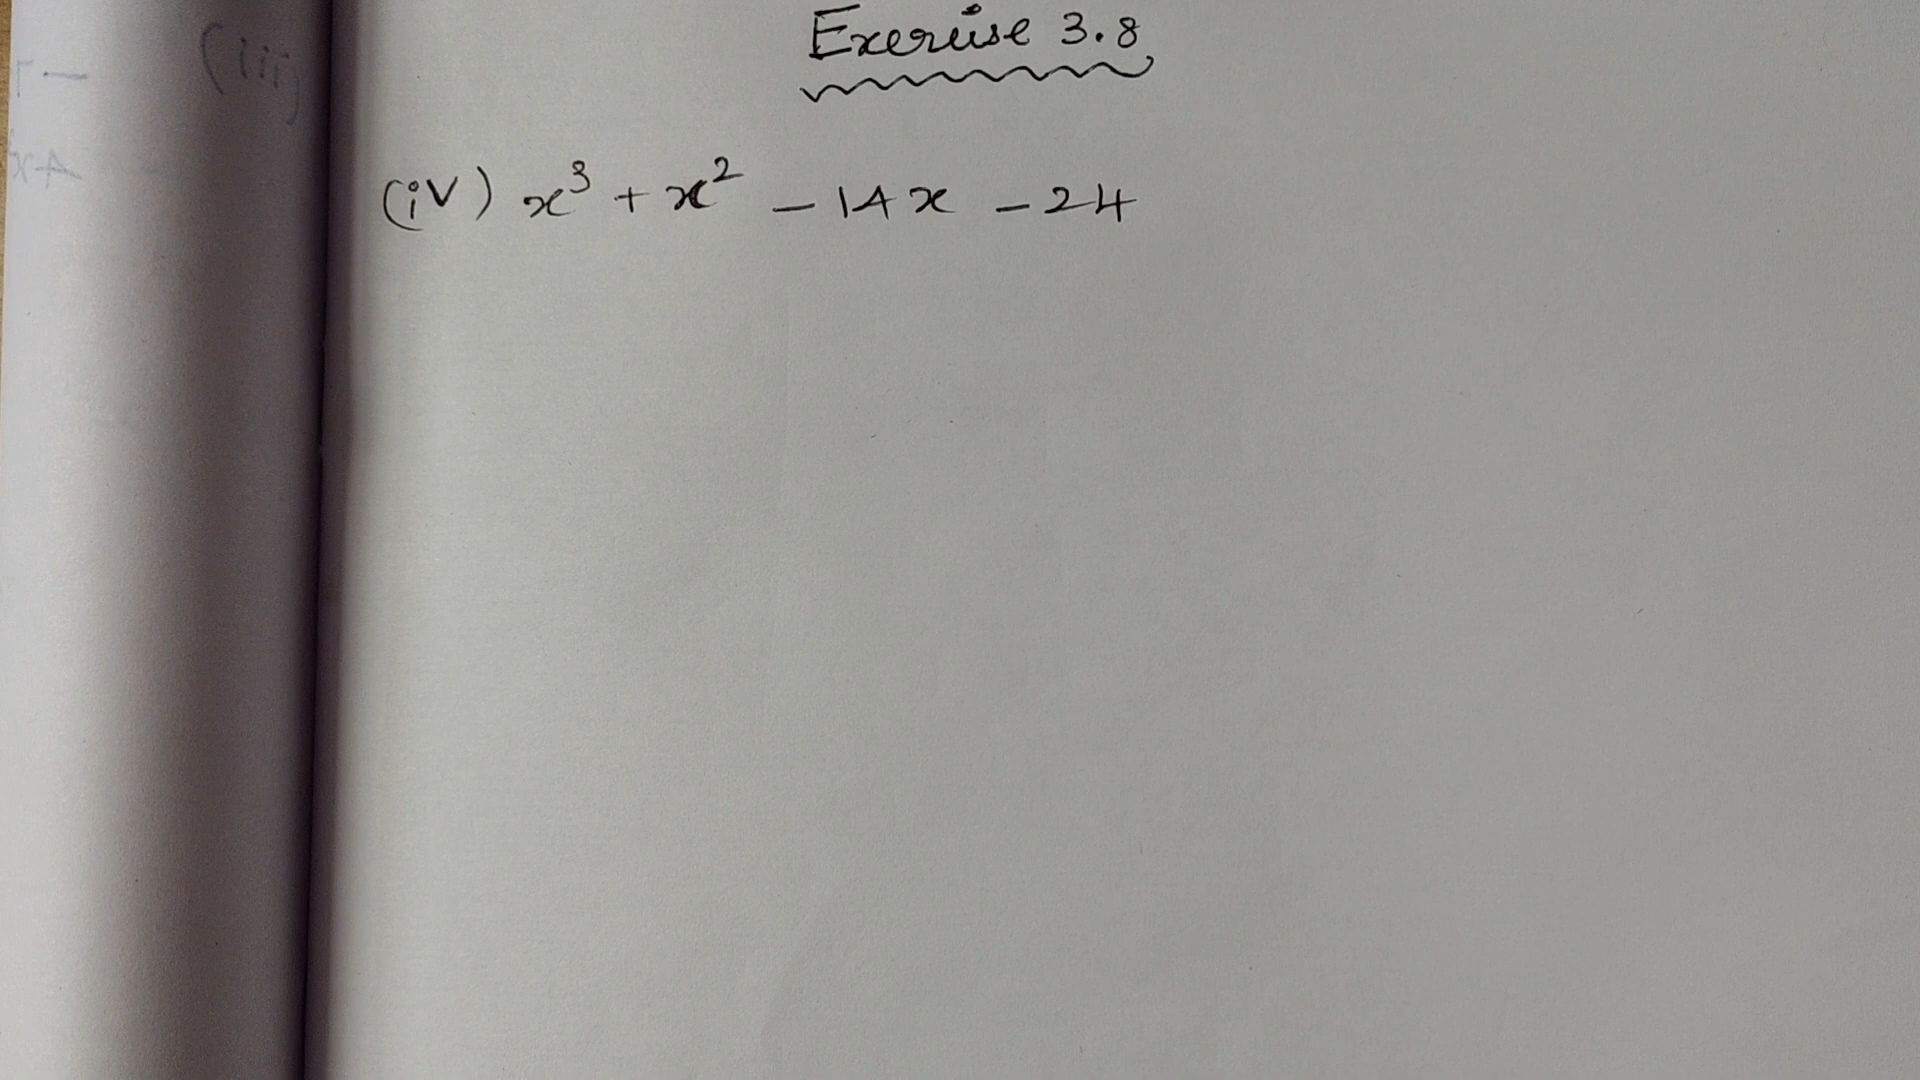 Exercise 3.8
(iv) x³ + x² - 14x - 24